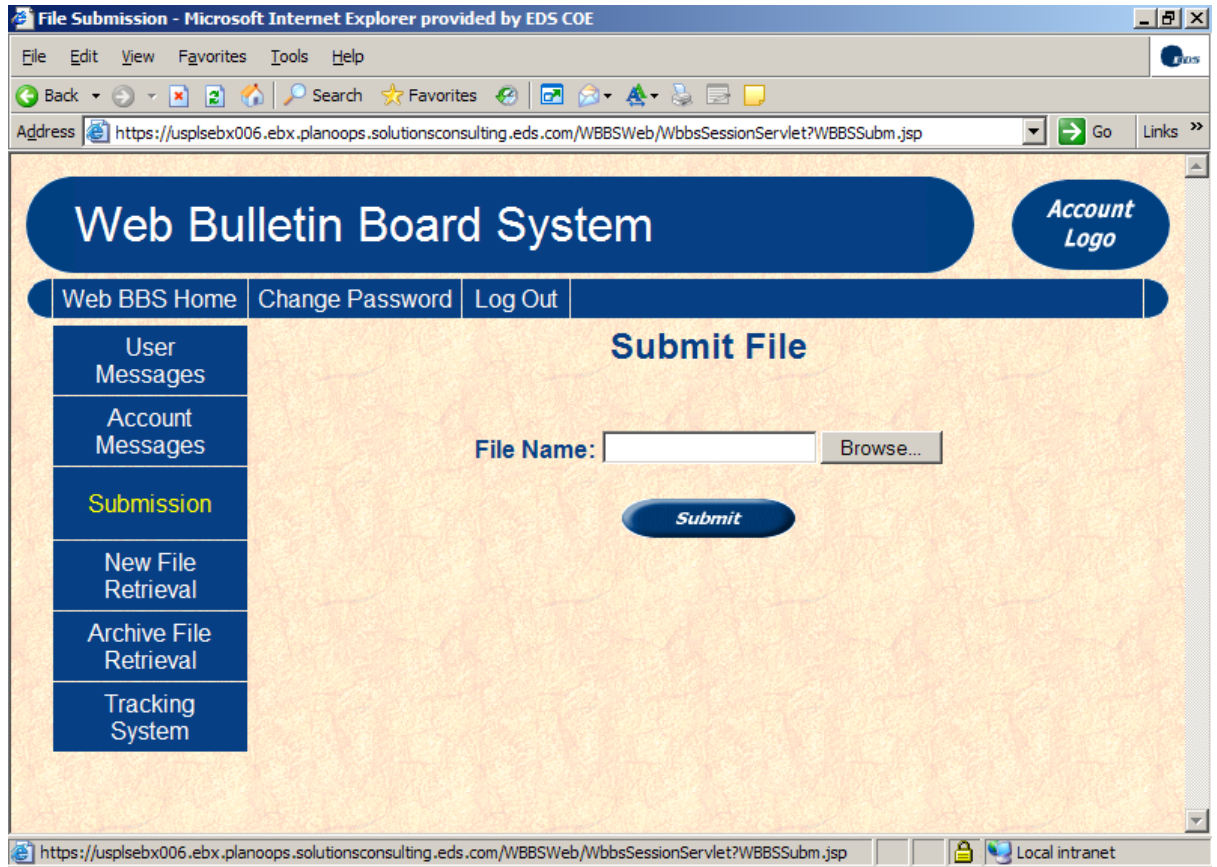 File Submission - Microsoft Internet Explorer provided by EDS COE
File Edit View Favorites Tools Help
EDS
Back Search Favorites
Address https://usplsebx006.ebx.planoops.solutionsconsulting.eds.com/WBBSWeb/WbbsSessionServlet?WBBSSubm.jsp Go Links »
Web Bulletin Board System
Account
Logo
Web BBS Home Change Password Log Out
User
Messages
Account
Messages
Submission
New File
Retrieval
Archive File
Retrieval
Tracking
System
Submit File
File Name: Browse...
Submit
https://usplsebx006.ebx.planoops.solutionsconsulting.eds.com/WBBSWeb/WbbsSessionServlet?WBBSSubm.jsp Local intranet